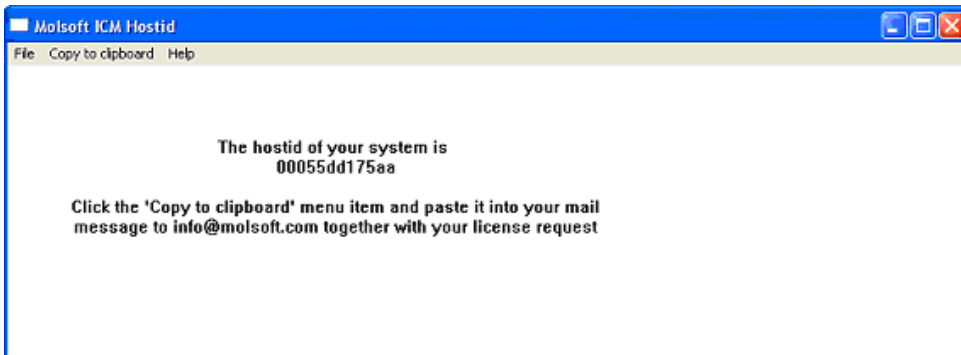 Molsoft ICM Hostid
File Copy to clipboard Help
The hostid of your system is
00055dd175aa
Click the 'Copy to clipboard' menu item and paste it into your mail
message to info@molsoft.com together with your license request